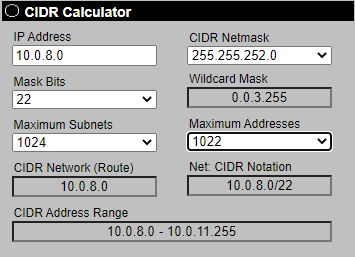 CIDR Calculator
IP Address CIDR Netmask
10.0.8.0 255.255.252.0
Mask Bits Wildcard Mask
22 0.0.3.255
Maximum Subnets Maximum Addresses
1024 1022
CIDR Network (Route) Net: CIDR Notation
10.0.8.0 10.0.8.0/22
CIDR Address Range
10.0.8.0 - 10.0.11.255